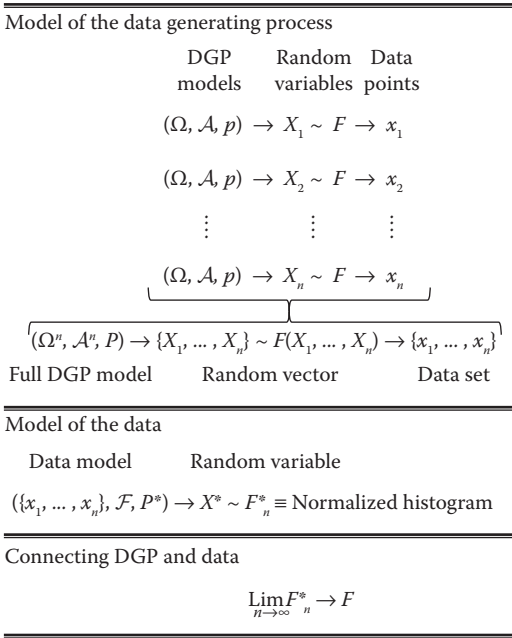 Model of the data generating process
DGP models Random variables Data points
(Ω, 𝒜, p) → X₁ ~ F → x₁
(Ω, 𝒜, p) → X₂ ~ F → x₂
⋮ ⋮ ⋮
(Ω, 𝒜, p) → Xₙ ~ F → xₙ
(Ωⁿ, 𝒜ⁿ, P) → {X₁, ... , Xₙ} ~ F(X₁, ... , Xₙ) → {x₁, ... , xₙ}
Full DGP model Random vector Data set
Model of the data
Data model Random variable
({x₁, ... , xₙ}, ℱ, P*) → X* ~ F*ₙ ≡ Normalized histogram
Connecting DGP and data
Lim F*ₙ → F
n→∞